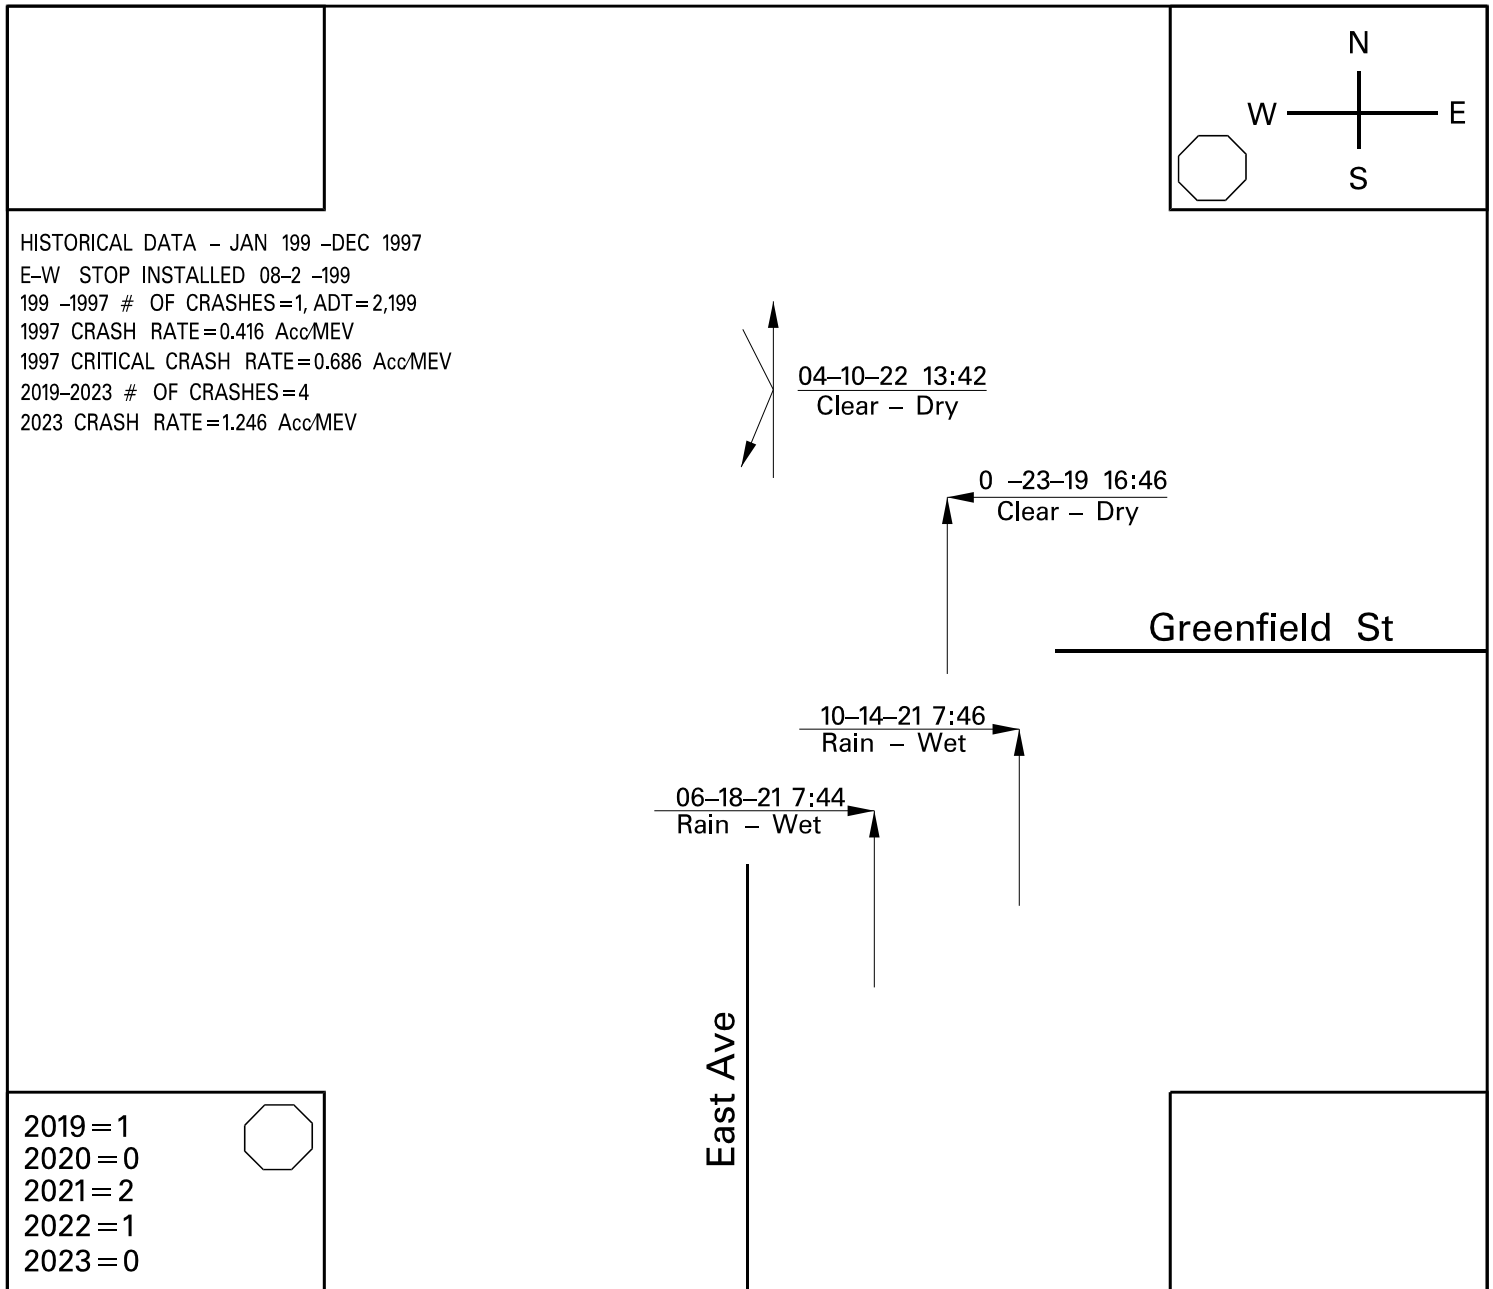 N
W E
S
HISTORICAL DATA – JAN 199 –DEC 1997
E–W STOP INSTALLED 08–2 –199
199 –1997 # OF CRASHES=1, ADT=2,199
1997 CRASH RATE=0.416 Acc/MEV
1997 CRITICAL CRASH RATE=0.686 Acc/MEV
2019–2023 # OF CRASHES=4
2023 CRASH RATE=1.246 Acc/MEV
04–10–22 13:42
Clear – Dry
0 –23–19 16:46
Clear – Dry
Greenfield St
10–14–21 7:46
Rain – Wet
06–18–21 7:44
Rain – Wet
East Ave
2019=1
2020=0
2021=2
2022=1
2023=0